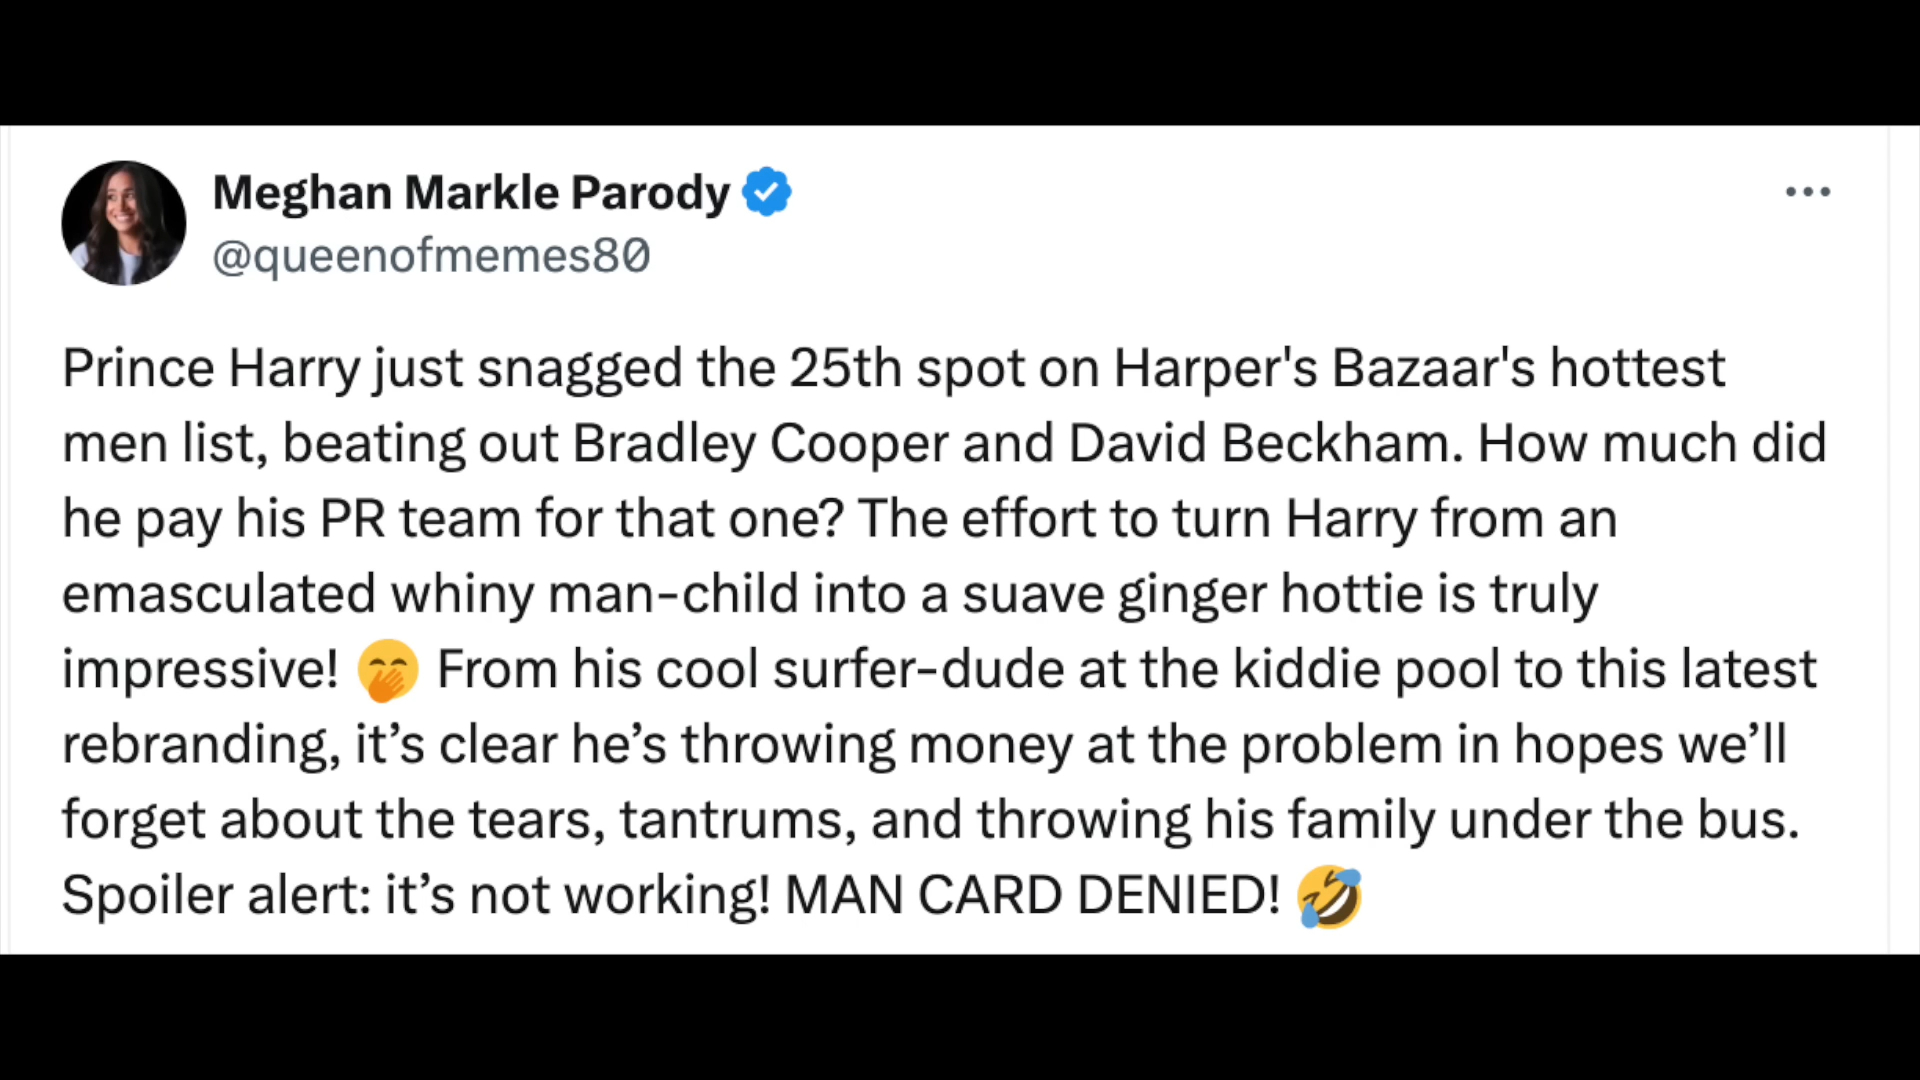 Meghan Markle Parody
@queenofmemes80
Prince Harry just snagged the 25th spot on Harper's Bazaar's hottest
men list, beating out Bradley Cooper and David Beckham. How much did
he pay his PR team for that one? The effort to turn Harry from an
emasculated whiny man-child into a suave ginger hottie is truly
impressive! 🤭 From his cool surfer-dude at the kiddie pool to this latest
rebranding, it’s clear he’s throwing money at the problem in hopes we’ll
forget about the tears, tantrums, and throwing his family under the bus.
Spoiler alert: it’s not working! MAN CARD DENIED! 🤣